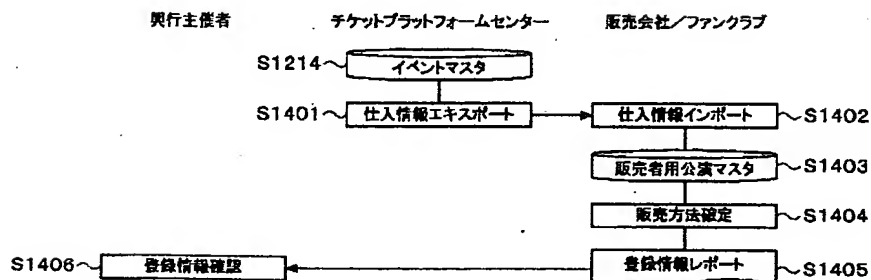 興行主催者 チケットプラットフォームセンター 販売会社／ファンクラブ
S1214 イベントマスタ
S1401 仕入情報エキスポート 仕入情報インポート S1402
販売者用公演マスタ S1403
販売方法確定 S1404
S1406 登録情報確認 登録情報レポート S1405